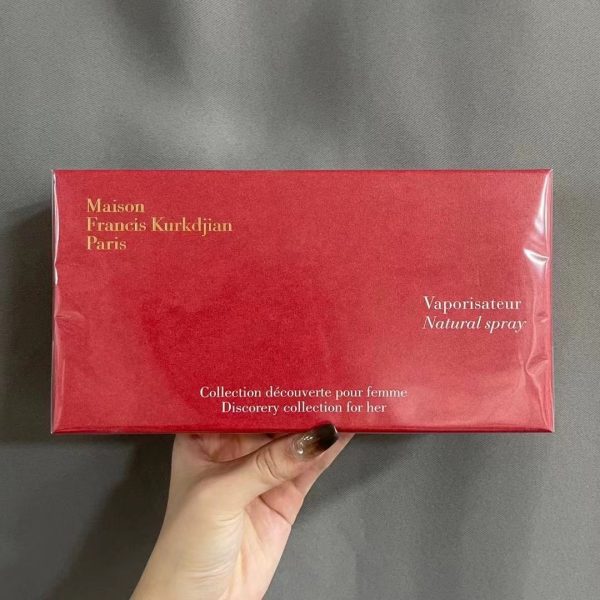 Maison
Francis Kurkdjian
Paris
Vaporisateur
Natural spray
Collection découverte pour femme
Discorery collection for her